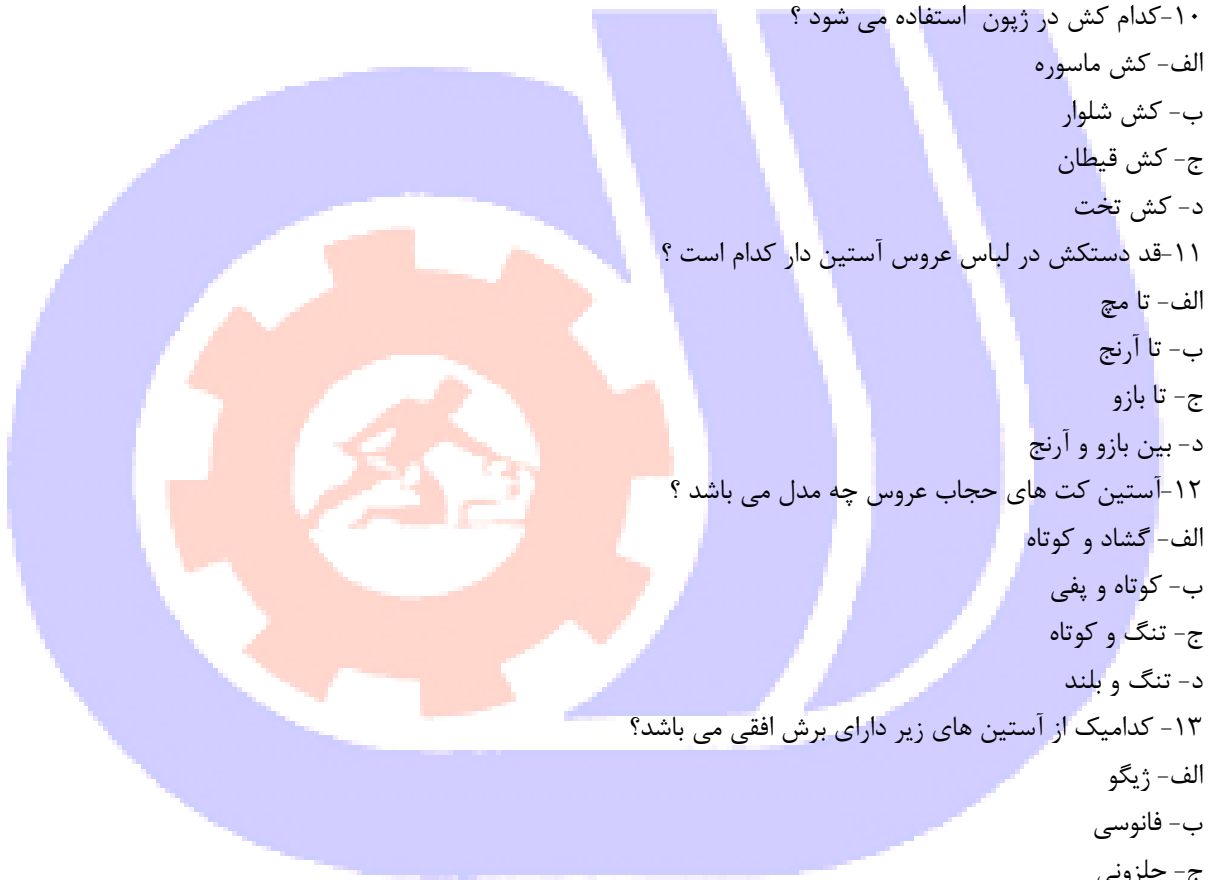 ۱۰-کدام کش در ژپون استفاده می شود ؟
الف- کش ماسوره
ب- کش شلوار
ج- کش قیطان
د- کش تخت
۱۱-قد دستکش در لباس عروس آستین دار کدام است ؟
الف- تا مچ
ب- تا آرنج
ج- تا بازو
د- بین بازو و آرنج
۱۲-آستین کت های حجاب عروس چه مدل می باشد ؟
الف- گشاد و کوتاه
ب- کوتاه و پفی
ج- تنگ و کوتاه
د- تنگ و بلند
۱۳- کدامیک از آستین های زیر دارای برش افقی می باشد؟
الف- ژیگو
ب- فانوسی
ج- حلزونی